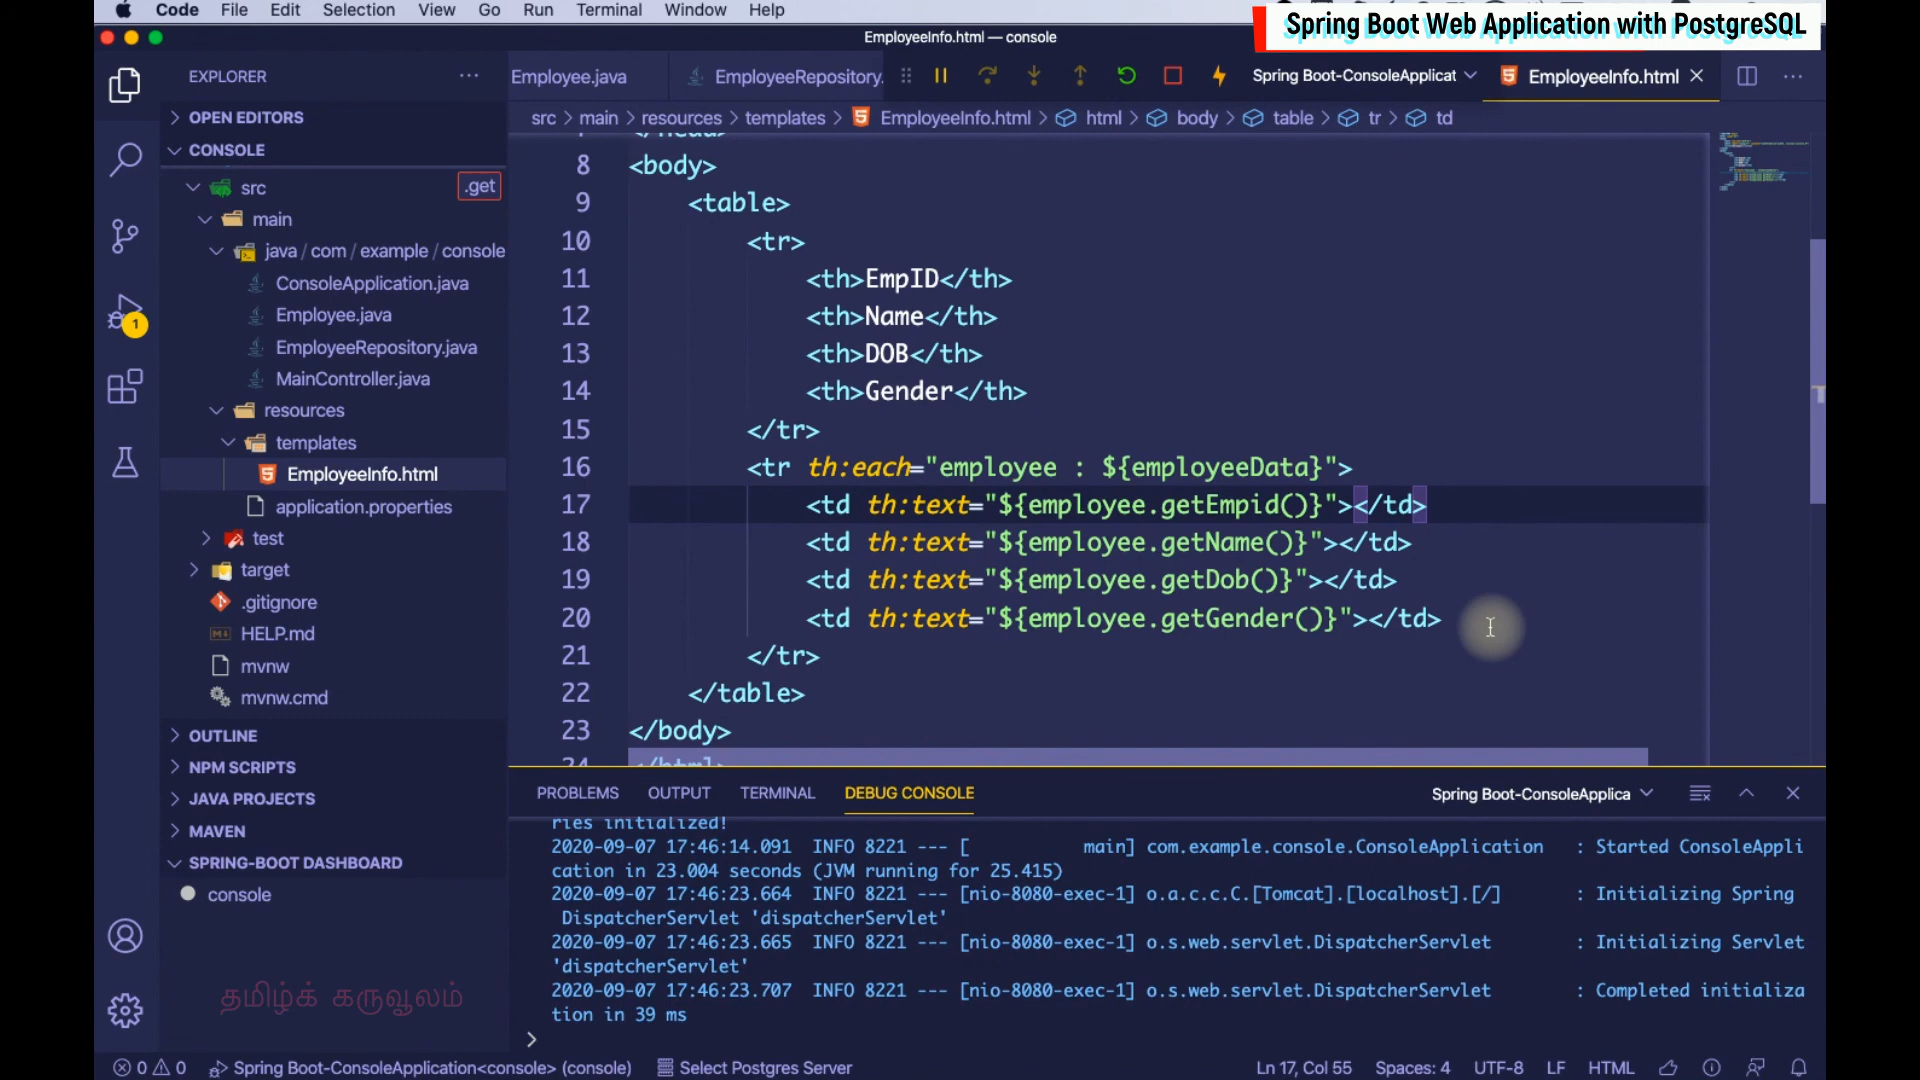 Code File Edit Selection View Go Run Terminal Window Help
Spring Boot Web Application with PostgreSQL
EmployeeInfo.html — console
EXPLORER
Employee.java
EmployeeRepository.
Spring Boot-ConsoleApplicat
EmployeeInfo.html
OPEN EDITORS
src > main > resources > templates > EmployeeInfo.html > html > body > table > tr > td
CONSOLE
src
.get
main
java / com / example / console
ConsoleApplication.java
Employee.java
EmployeeRepository.java
MainController.java
resources
templates
EmployeeInfo.html
application.properties
test
target
.gitignore
HELP.md
mvnw
mvnw.cmd
OUTLINE
NPM SCRIPTS
JAVA PROJECTS
MAVEN
SPRING-BOOT DASHBOARD
console
1
தமிழ்க் கருவூலம்
8 <body>
9 <table>
10 <tr>
11 <th>EmpID</th>
12 <th>Name</th>
13 <th>DOB</th>
14 <th>Gender</th>
15 </tr>
16 <tr th:each="employee : ${employeeData}">
17 <td th:text="${employee.getEmpid()}"></td>
18 <td th:text="${employee.getName()}"></td>
19 <td th:text="${employee.getDob()}"></td>
20 <td th:text="${employee.getGender()}"></td>
21 </tr>
22 </table>
23 </body>
24 </html>
PROBLEMS OUTPUT TERMINAL DEBUG CONSOLE
Spring Boot-ConsoleApplica
ries initialized!
2020-09-07 17:46:14.091 INFO 8221 --- [ main] com.example.console.ConsoleApplication : Started ConsoleAppli
cation in 23.004 seconds (JVM running for 25.415)
2020-09-07 17:46:23.664 INFO 8221 --- [nio-8080-exec-1] o.a.c.c.C.[Tomcat].[localhost].[/] : Initializing Spring
DispatcherServlet 'dispatcherServlet'
2020-09-07 17:46:23.665 INFO 8221 --- [nio-8080-exec-1] o.s.web.servlet.DispatcherServlet : Initializing Servlet
'dispatcherServlet'
2020-09-07 17:46:23.707 INFO 8221 --- [nio-8080-exec-1] o.s.web.servlet.DispatcherServlet : Completed initializa
tion in 39 ms
>
0 0 Spring Boot-ConsoleApplication<console> (console) Select Postgres Server Ln 17, Col 55 Spaces: 4 UTF-8 LF HTML